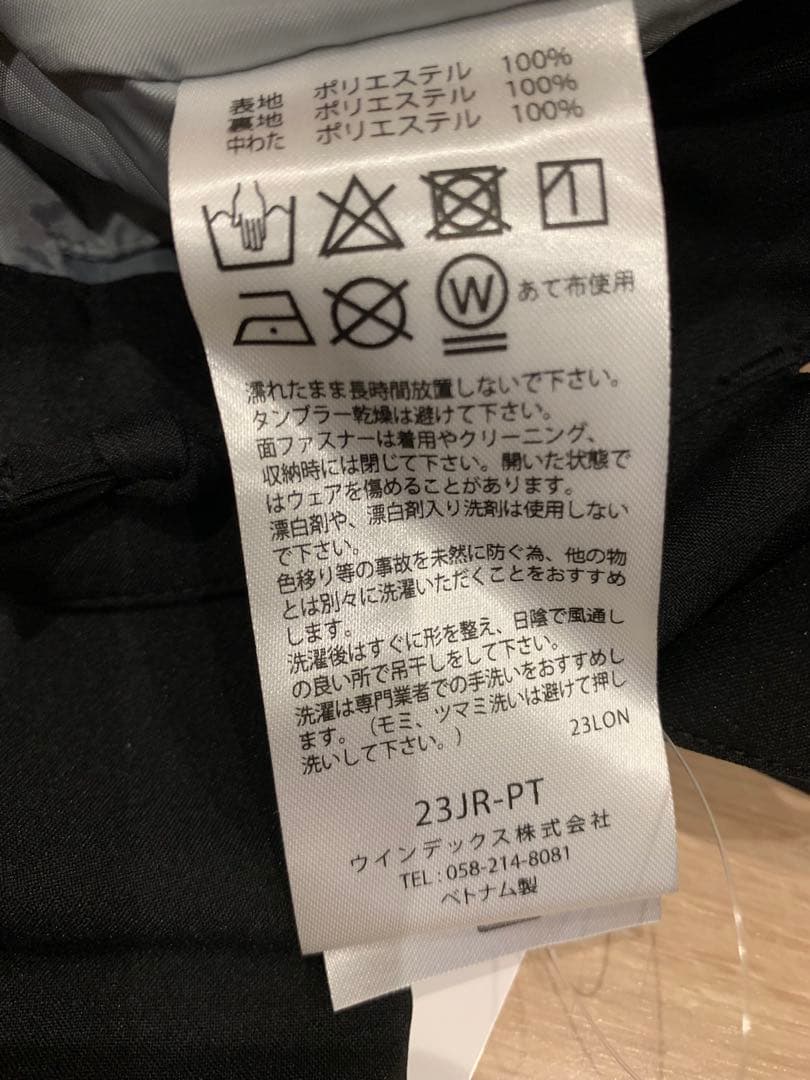 表地 ポリエステル 100%
裏地 ポリエステル 100%
中わた ポリエステル 100%
W あて布使用
濡れたまま長時間放置しないで下さい。
タンブラー乾燥は避けて下さい。
面ファスナーは着用やクリーニング、
収納時には閉じて下さい。開いた状態で
はウェアを傷めることがあります。
漂白剤や、漂白剤入り洗剤は使用しない
で下さい。
色移り等の事故を未然に防ぐ為、他の物
とは別々に洗濯いただくことをおすすめ
します。
洗濯後はすぐに形を整え、日陰で風通し
の良い所で吊干しをして下さい。
洗濯は専門業者での手洗いをおすすめし
ます。（モミ、ツマミ洗いは避けて押し
洗いして下さい。）
23LON
23JR-PT
ウインデックス株式会社
TEL : 058-214-8081
ベトナム製